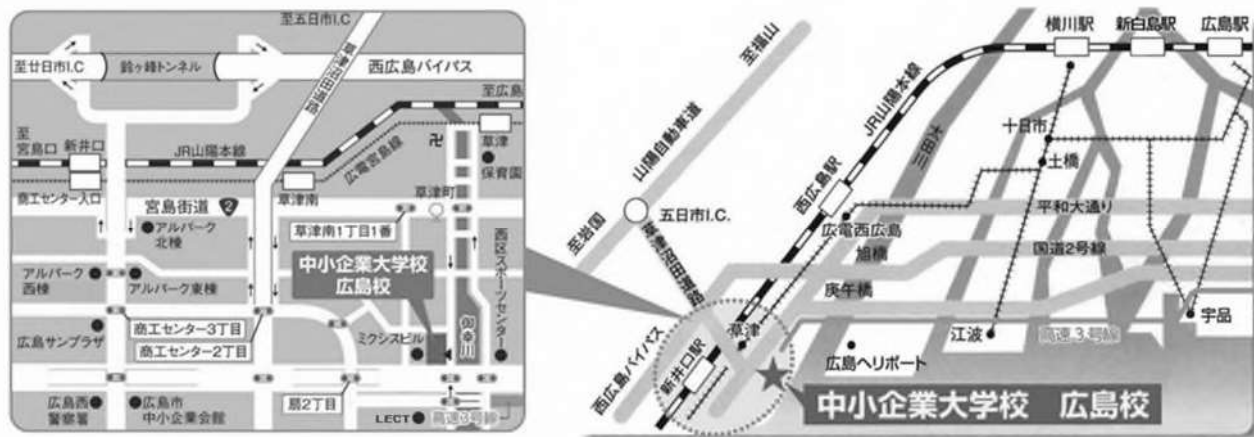 至五日市I.C
至廿日市I.C
鈴ヶ峰トンネル
草津沼田道路
西広島バイパス
至広島
至
宮島口
新井口
JR山陽本線
広電宮島線
卍
草津
保育園
商工センター入口
宮島街道
2
草津南
草津町
アルパーク
北棟
草津南1丁目1番
中小企業大学校
広島校
西区スポーツセンター
アルパーク
西棟
アルパーク東棟
商工センター3丁目
商工センター2丁目
広島サンプラザ
ミクシスビル
御幸川
広島西
警察署
広島市
中小企業会館
扇2丁目
LECT
高速3号線
至福山
山陽自動車道
至岩国
五日市I.C.
草津沼田道路
JR山陽本線
西広島駅
横川駅
新白島駅
広島駅
太田川
十日市
土橋
平和大通り
広電西広島
旭橋
国道2号線
庚午橋
西広島バイパス
新井口駅
草津
江波
高速3号線
宇品
広島ヘリポート
中小企業大学校 広島校